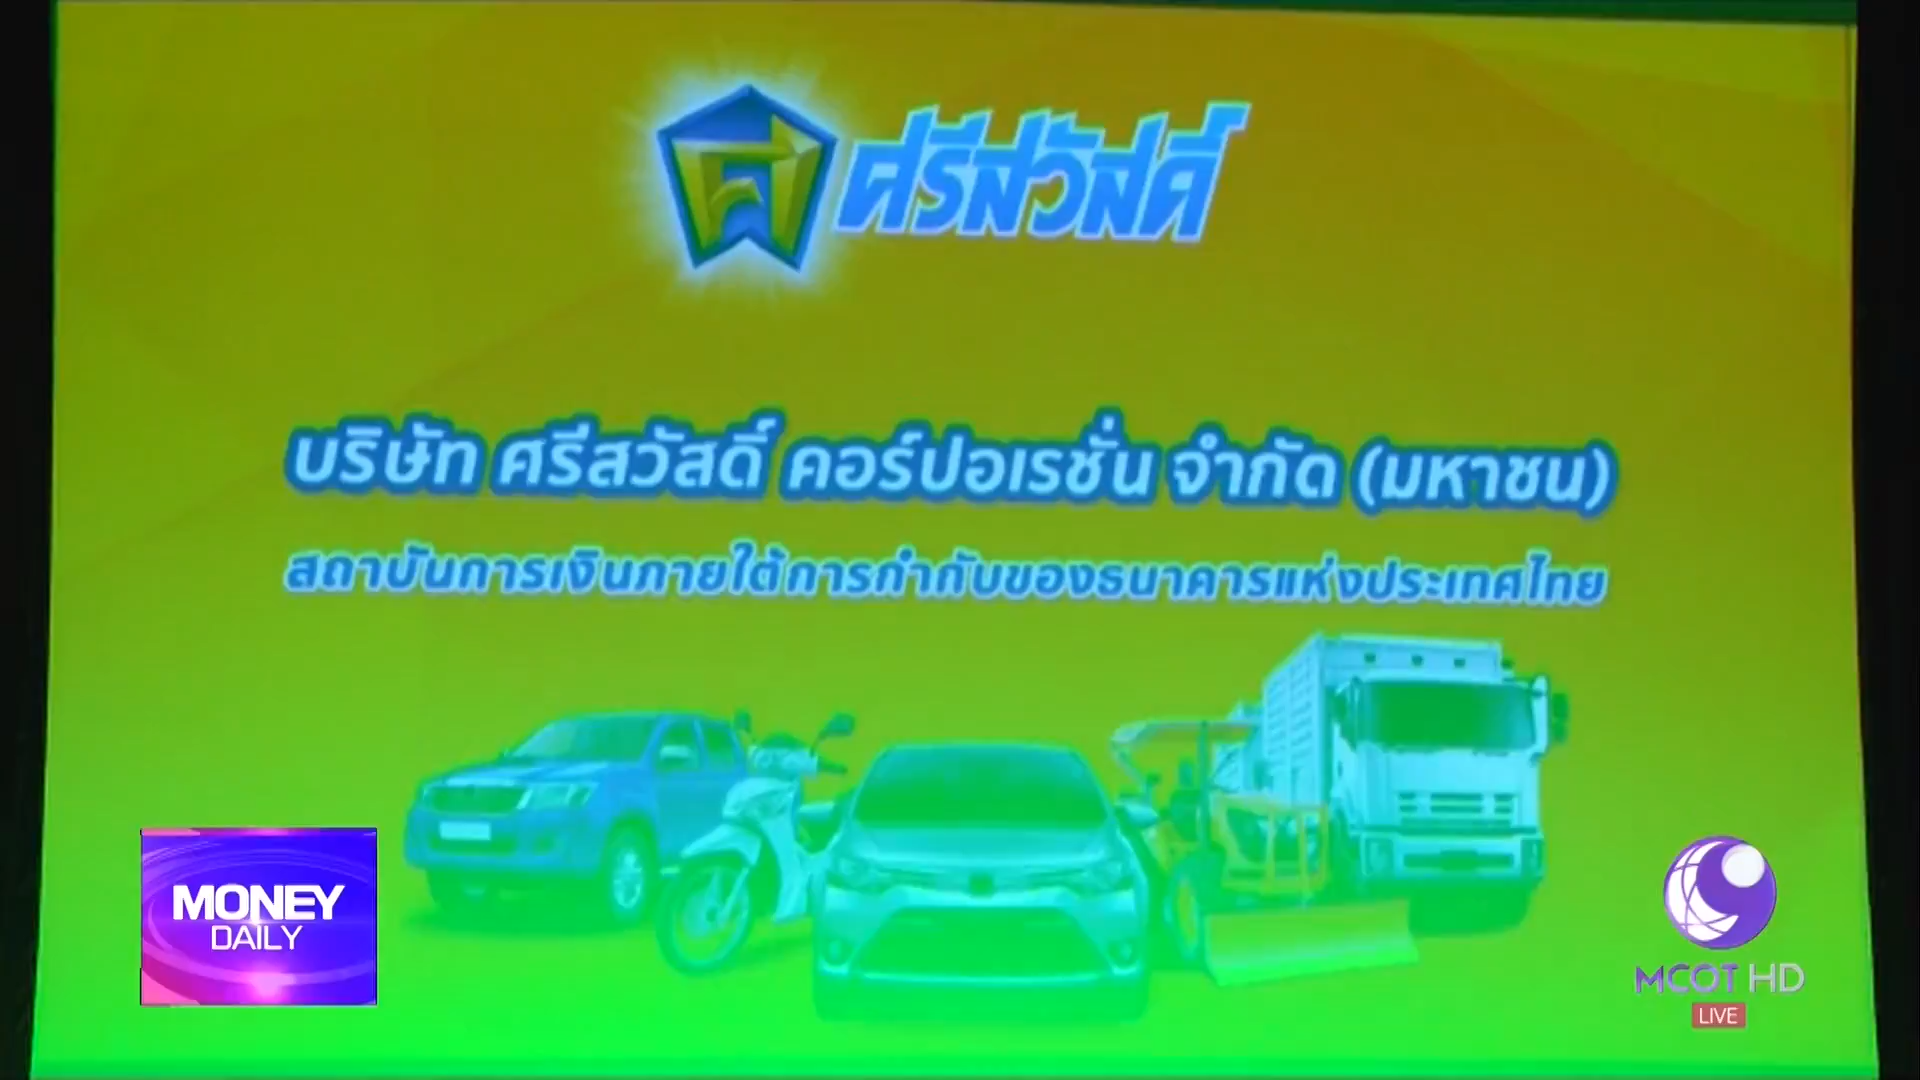 ศรีสวัสดิ์
บริษัท ศรีสวัสดิ์ คอร์ปอเรชั่น จำกัด (มหาชน)
สถาบันการเงินภายใต้การกำกับของธนาคารแห่งประเทศไทย
MONEY
DAILY
MCOT HD
LIVE